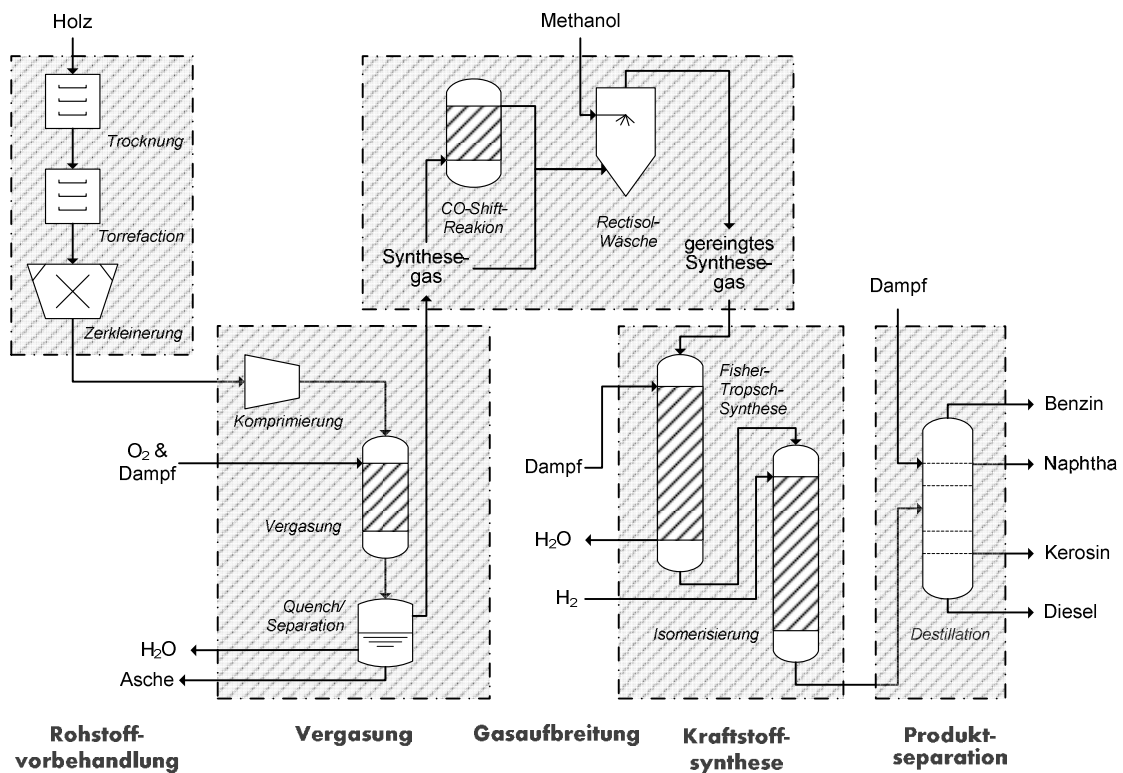 Holz
Methanol
Trocknung
Torrefaction
Zerkleinerung
CO-Shift-
Reakion
Rectisol-
Wäsche
Synthese-
gas
gereingtes
Synthese-
gas
Dampf
Komprimierung
O₂ &
Dampf
Vergasung
Quench/
Separation
H₂O
Asche
Fisher-
Tropsch-
Synthese
Dampf
H₂O
H₂
Isomerisierung
Benzin
Naphtha
Kerosin
Diesel
Destillation
Rohstoff-
vorbehandlung
Vergasung
Gasaufbreitung
Kraftstoff-
synthese
Produkt-
separation